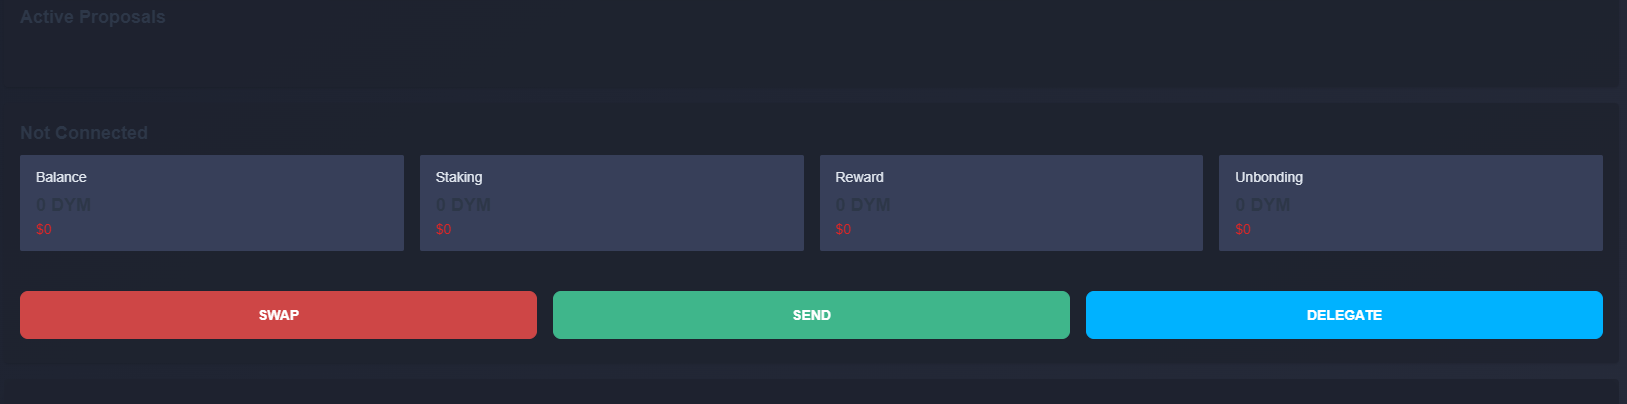 Active Proposals
Not Connected
Balance
0 DYM
$0
Staking
0 DYM
$0
Reward
0 DYM
$0
Unbonding
0 DYM
$0
SWAP
SEND
DELEGATE